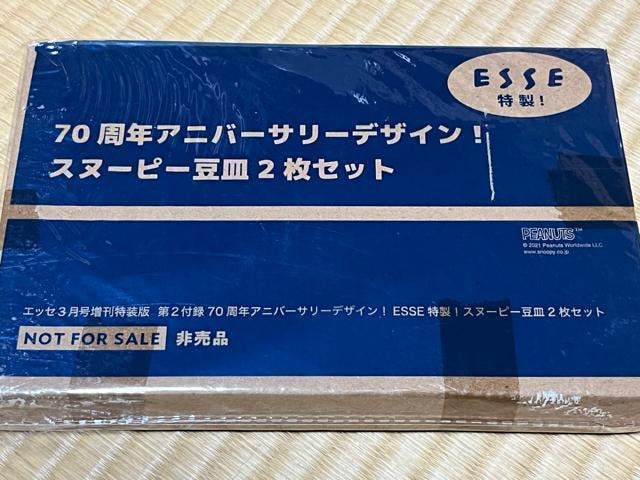 ESSE
特製！
70周年アニバーサリーデザイン！
スヌーピー豆皿2枚セット
PEANUTS™
© 2021 Peanuts Worldwide LLC
www.snoopy.co.jp
エッセ3月号増刊特装版 第2付録 70周年アニバーサリーデザイン！ ESSE特製！スヌーピー豆皿2枚セット
NOT FOR SALE 非売品